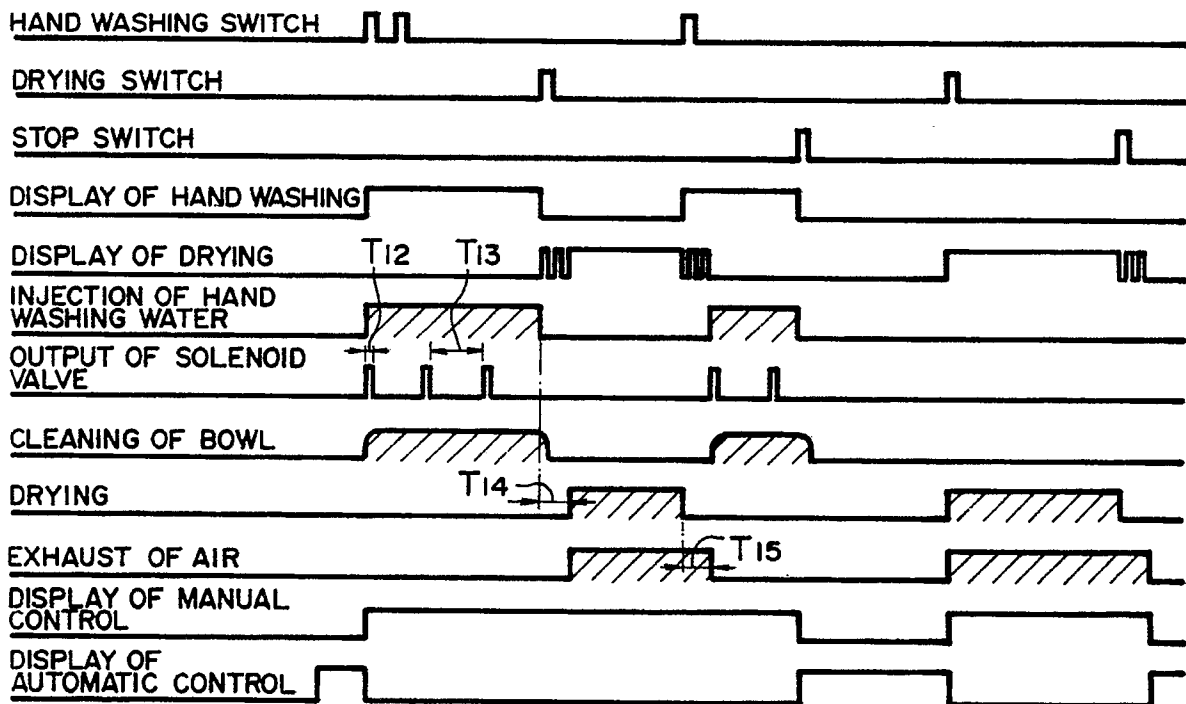 HAND WASHING SWITCH
DRYING SWITCH
STOP SWITCH
DISPLAY OF HAND WASHING
DISPLAY OF DRYING
T12
T13
INJECTION OF HAND
WASHING WATER
OUTPUT OF SOLENOID
VALVE
CLEANING OF BOWL
T14
DRYING
EXHAUST OF AIR
T15
DISPLAY OF MANUAL
CONTROL
DISPLAY OF
AUTOMATIC CONTROL